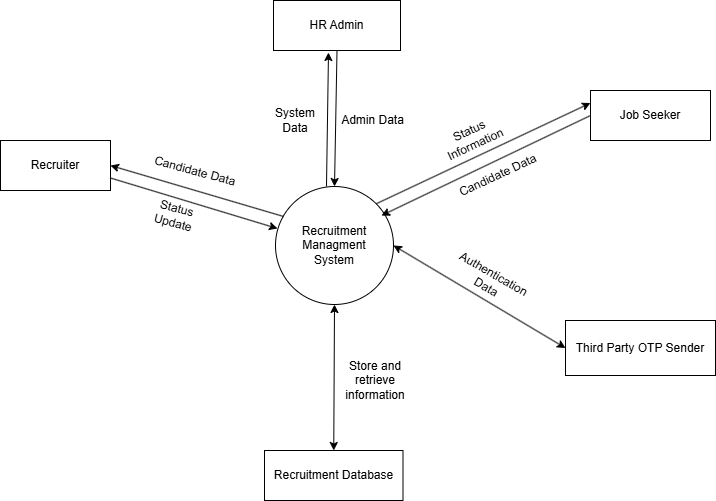 HR Admin
System
Data
Admin Data
Status
Information
Job Seeker
Candidate Data
Recruiter
Candidate Data
Status
Update
Recruitment
Managment
System
Authentication
Data
Third Party OTP Sender
Store and
retrieve
information
Recruitment Database